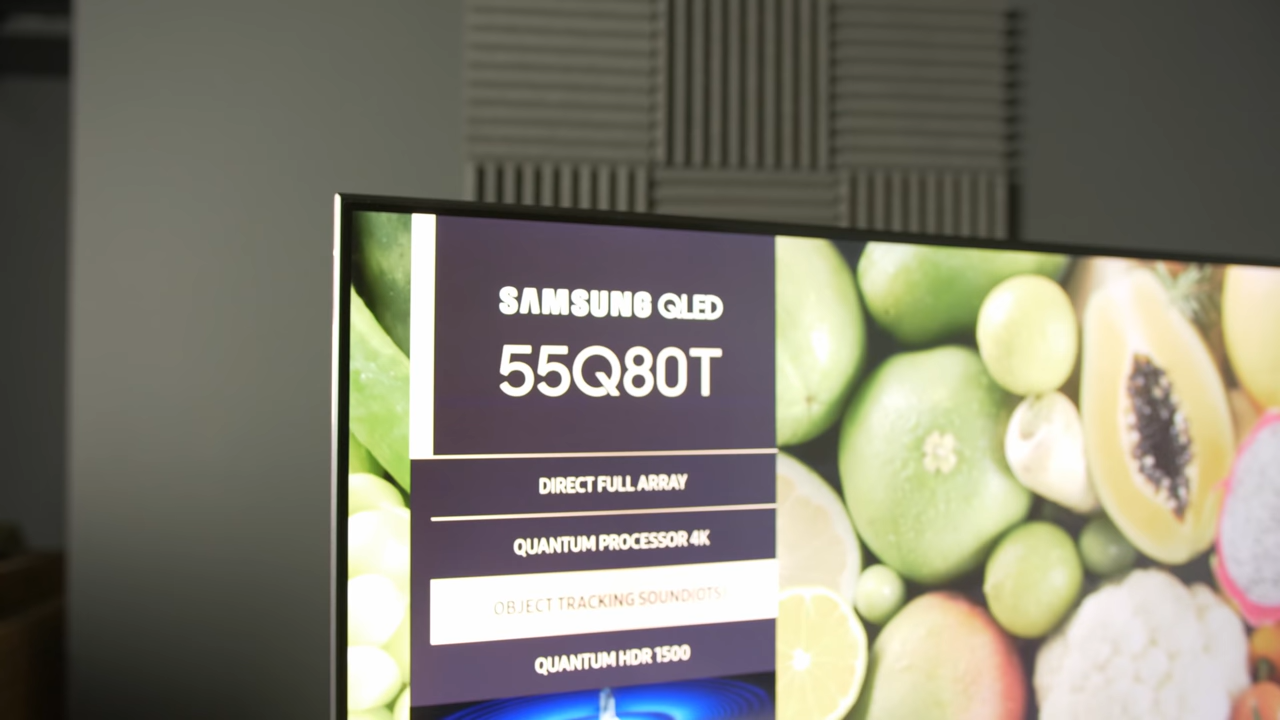 SAMSUNG QLED
55Q80T
DIRECT FULL ARRAY
QUANTUM PROCESSOR 4K
OBJECT TRACKING SOUND(OTS)
QUANTUM HDR 1500